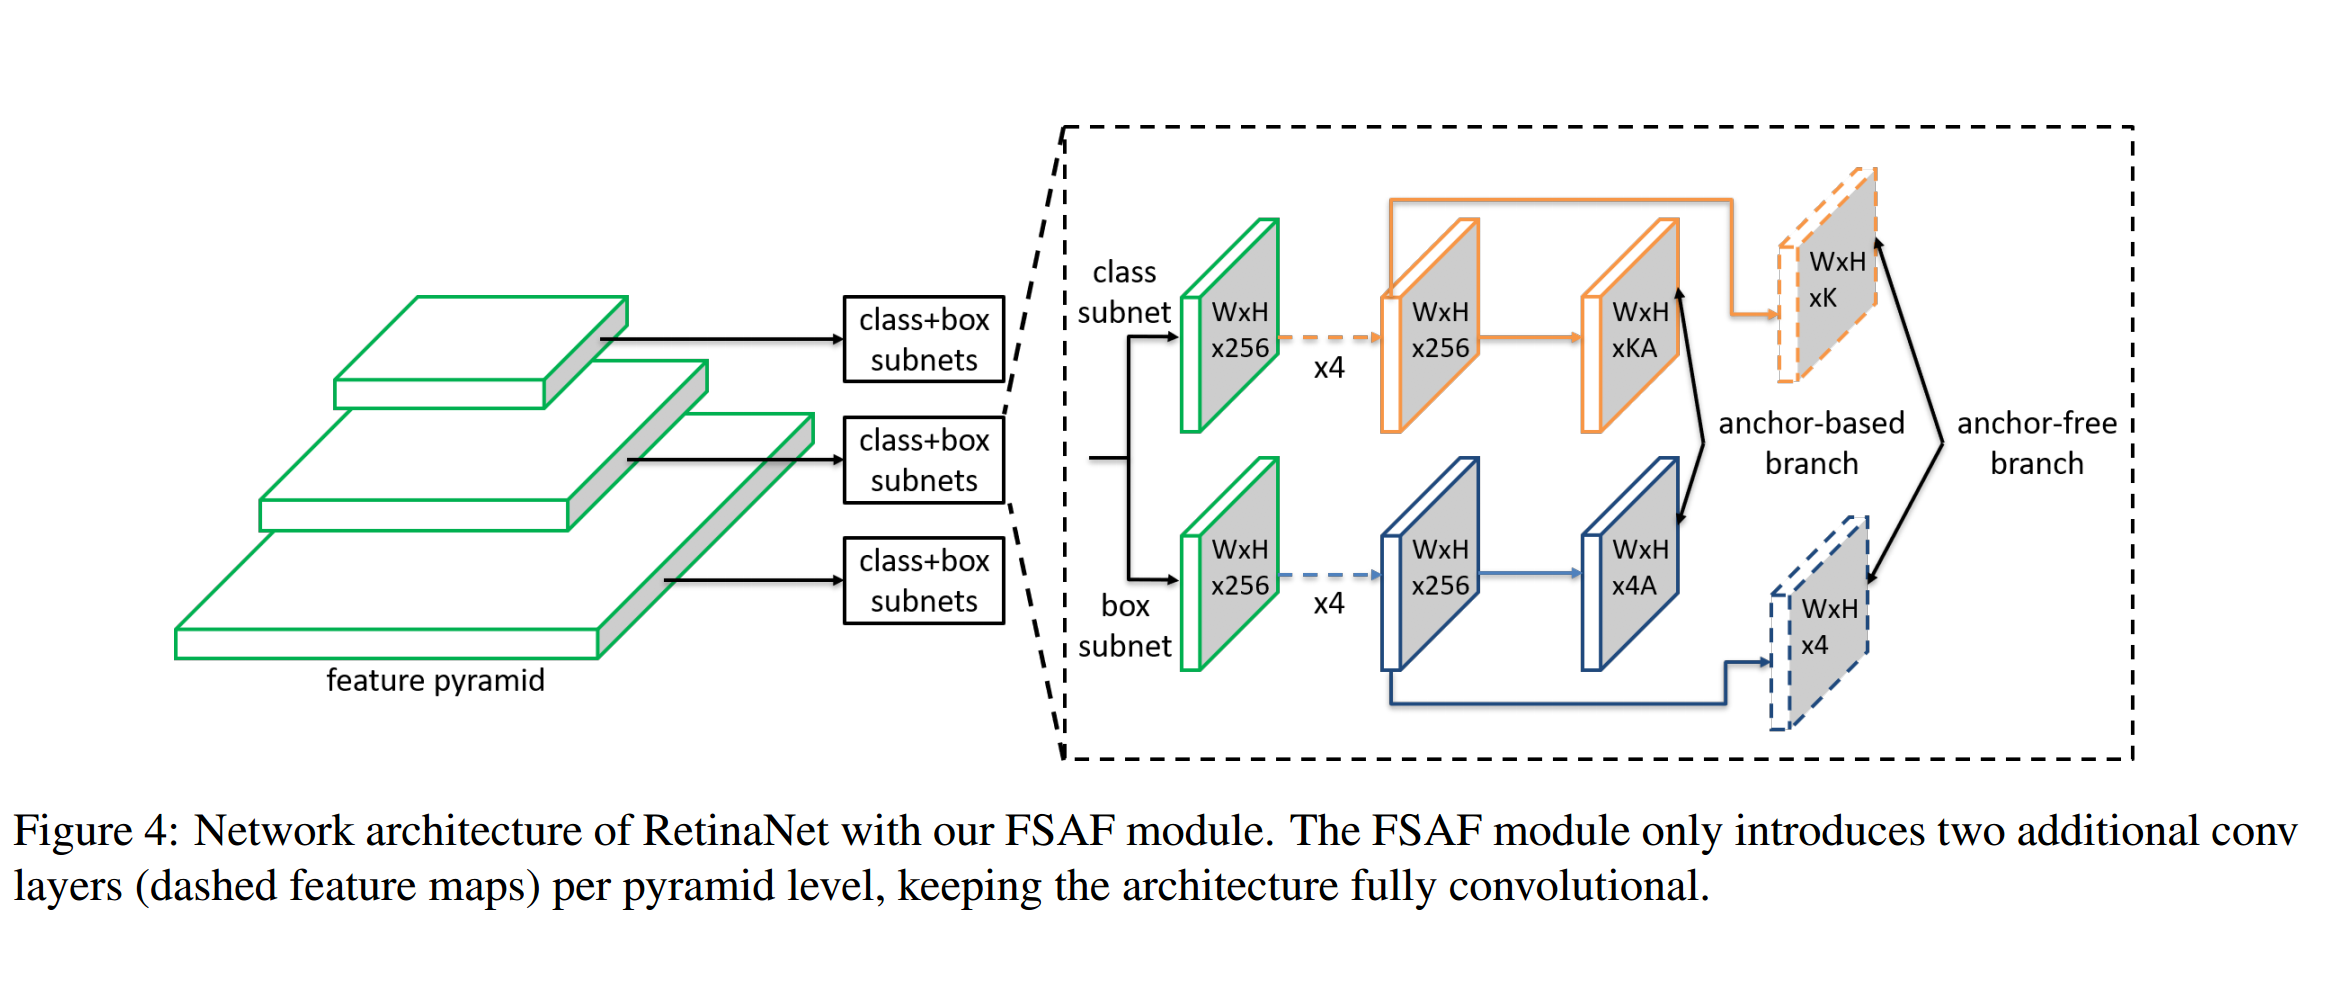 class+box
subnets
class+box
subnets
class+box
subnets
feature pyramid
class
subnet
WxH
x256
x4
WxH
x256
WxH
xKA
WxH
xK
anchor-based
branch
anchor-free
branch
box
subnet
WxH
x256
x4
WxH
x256
WxH
x4A
WxH
x4
Figure 4: Network architecture of RetinaNet with our FSAF module. The FSAF module only introduces two additional conv
layers (dashed feature maps) per pyramid level, keeping the architecture fully convolutional.